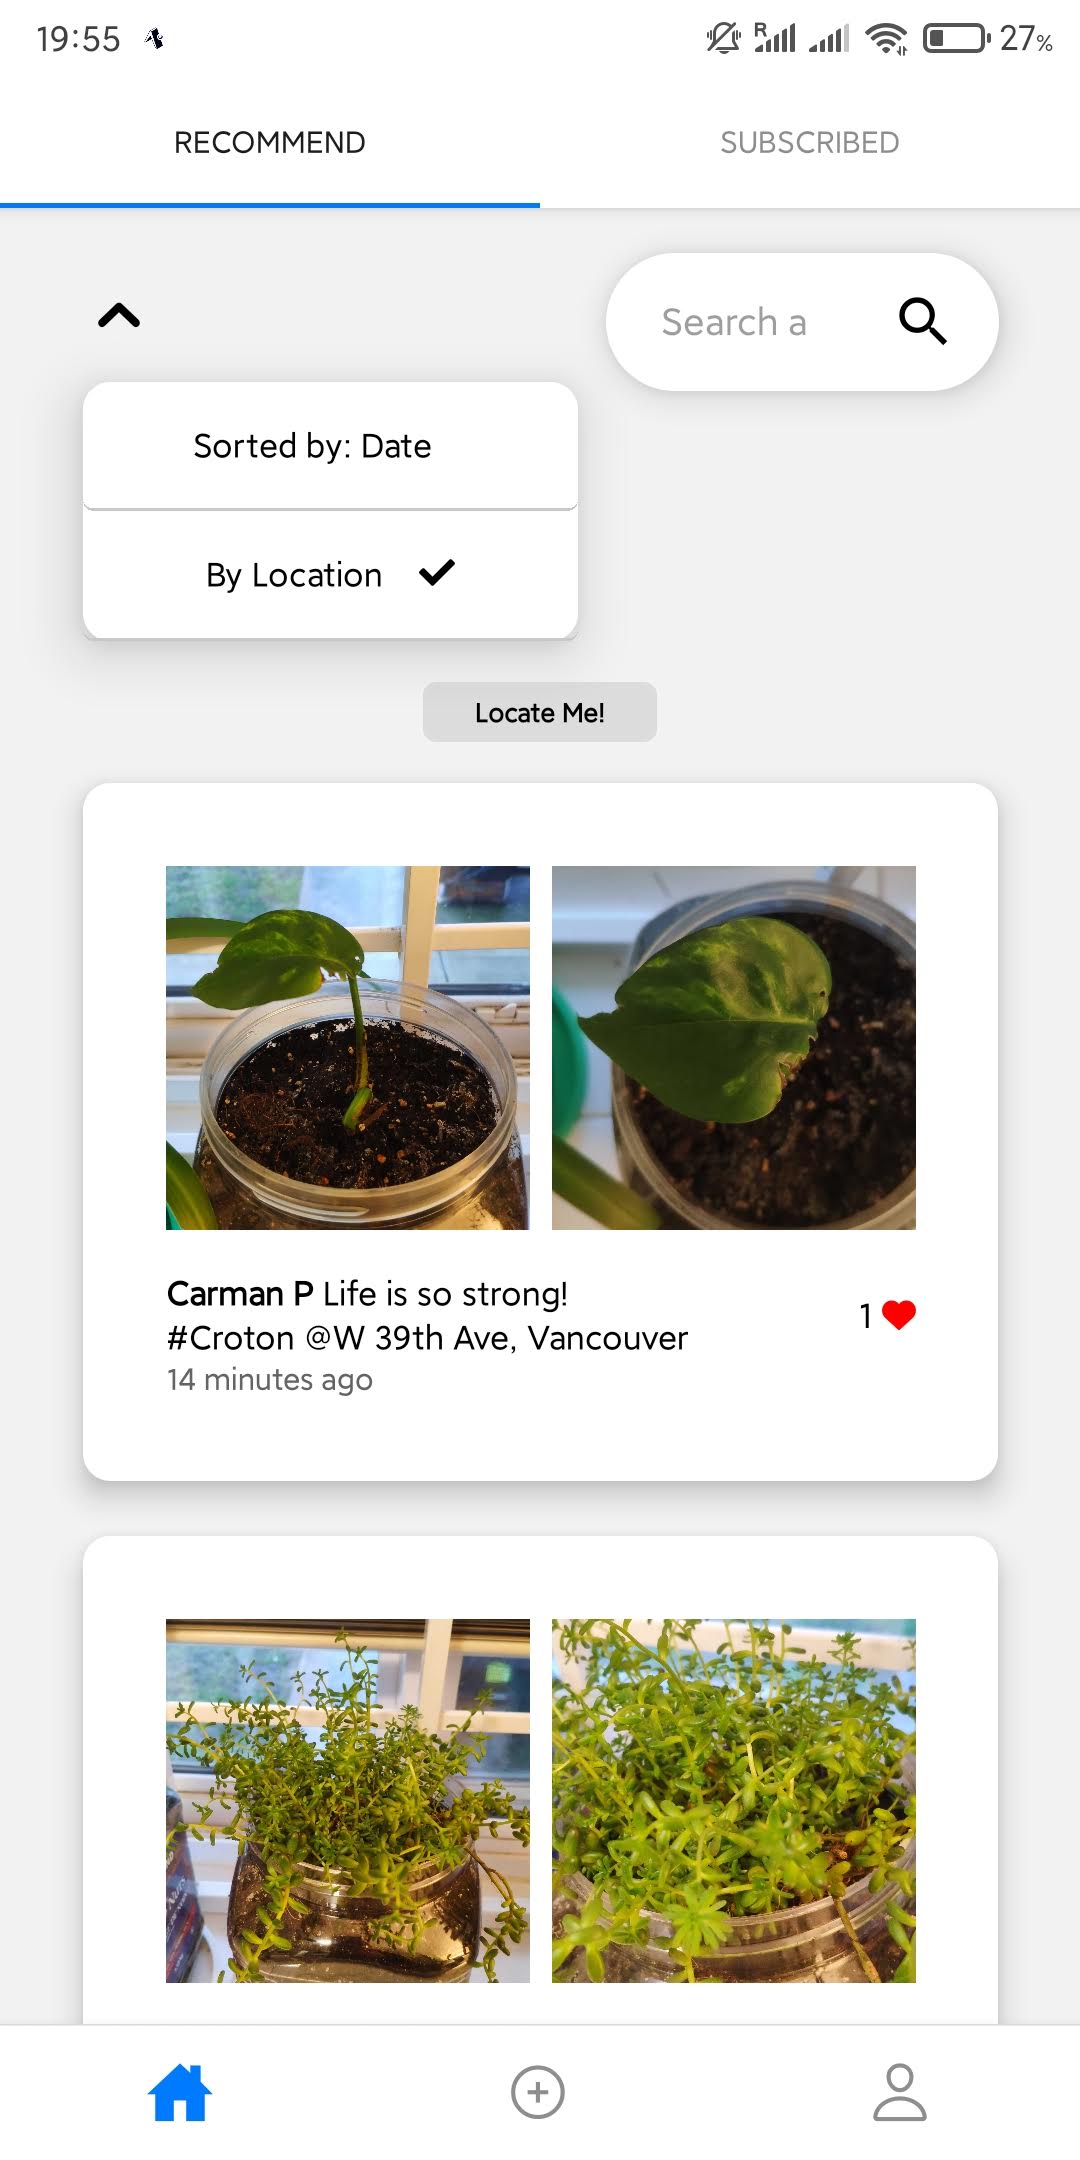 19:55
R
27%
RECOMMEND
SUBSCRIBED
Search a
Sorted by: Date
By Location
Locate Me!
Carman P Life is so strong!
#Croton @W 39th Ave, Vancouver
14 minutes ago
1